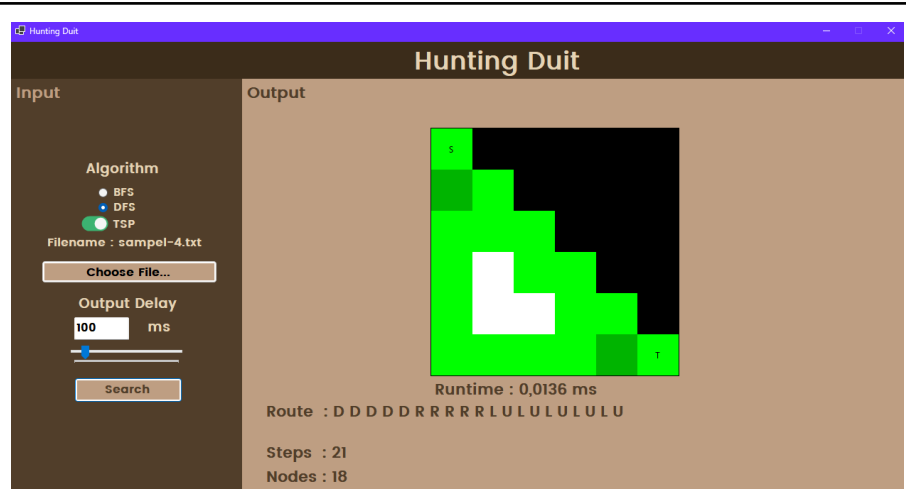 Hunting Duit
Hunting Duit
Input
Output
Algorithm
BFS
DFS
TSP
Filename : sampel-4.txt
Choose File...
Output Delay
100 ms
Search
S
T
Runtime : 0,0136 ms
Route : D D D D D R R R R R L U L U L U L U L U
Steps : 21
Nodes : 18